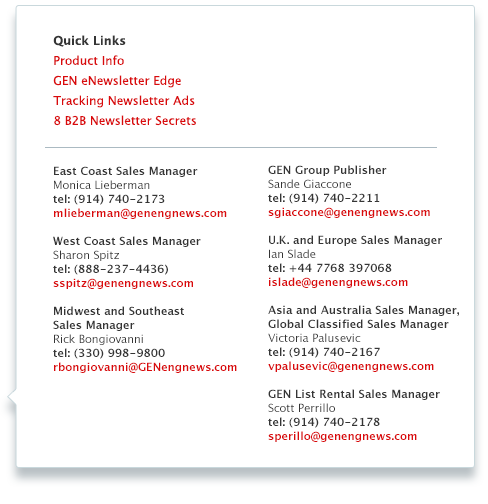 Quick Links
Product Info
GEN eNewsletter Edge
Tracking Newsletter Ads
8 B2B Newsletter Secrets
East Coast Sales Manager
Monica Lieberman
tel: (914) 740-2173
mlieberman@genengnews.com
West Coast Sales Manager
Sharon Spitz
tel: (888-237-4436)
sspitz@genengnews.com
Midwest and Southeast
Sales Manager
Rick Bongiovanni
tel: (330) 998-9800
rbongiovanni@GENengnews.com
GEN Group Publisher
Sande Giaccone
tel: (914) 740-2211
sgiaccone@genengnews.com
U.K. and Europe Sales Manager
Ian Slade
tel: +44 7768 397068
islade@genengnews.com
Asia and Australia Sales Manager,
Global Classified Sales Manager
Victoria Palusevic
tel: (914) 740-2167
vpalusevic@genengnews.com
GEN List Rental Sales Manager
Scott Perrillo
tel: (914) 740-2178
sperillo@genengnews.com